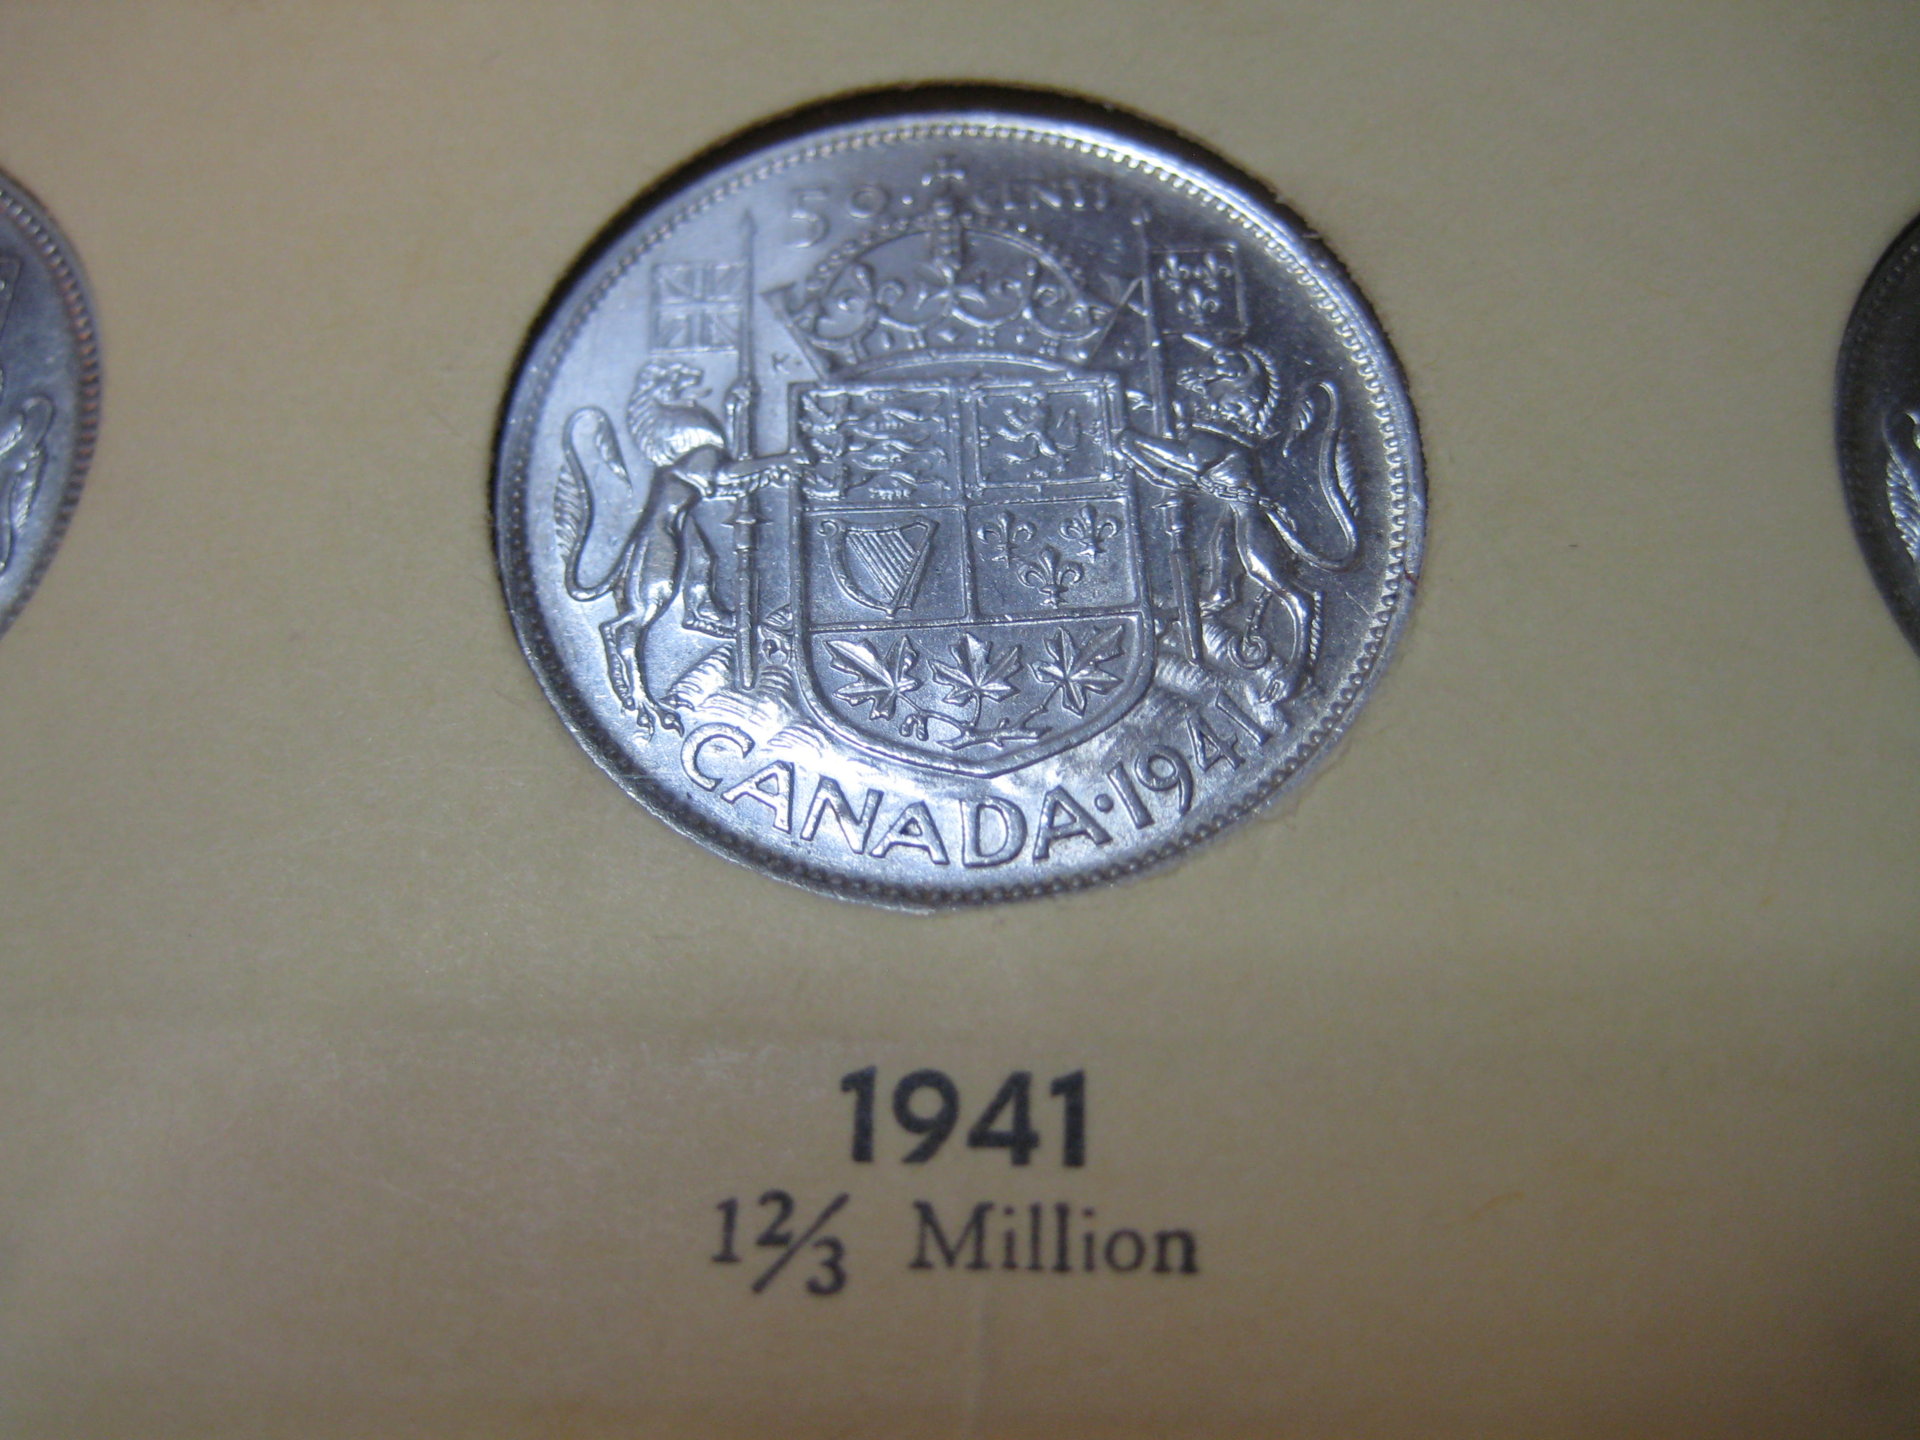 50 · CENTS
CANADA · 1941
1941
1⅔ Million